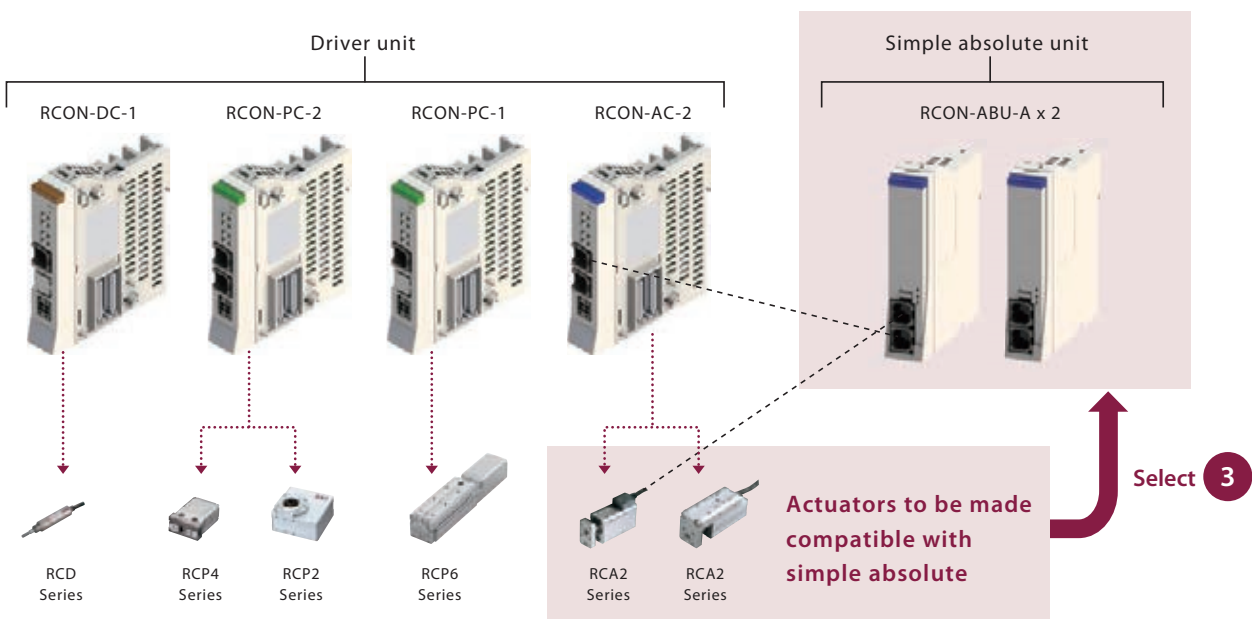 Driver unit
Simple absolute unit
RCON-DC-1
RCON-PC-2
RCON-PC-1
RCON-AC-2
RCON-ABU-A x 2
Select 3
Actuators to be made
compatible with
simple absolute
RCD
Series
RCP4
Series
RCP2
Series
RCP6
Series
RCA2
Series
RCA2
Series